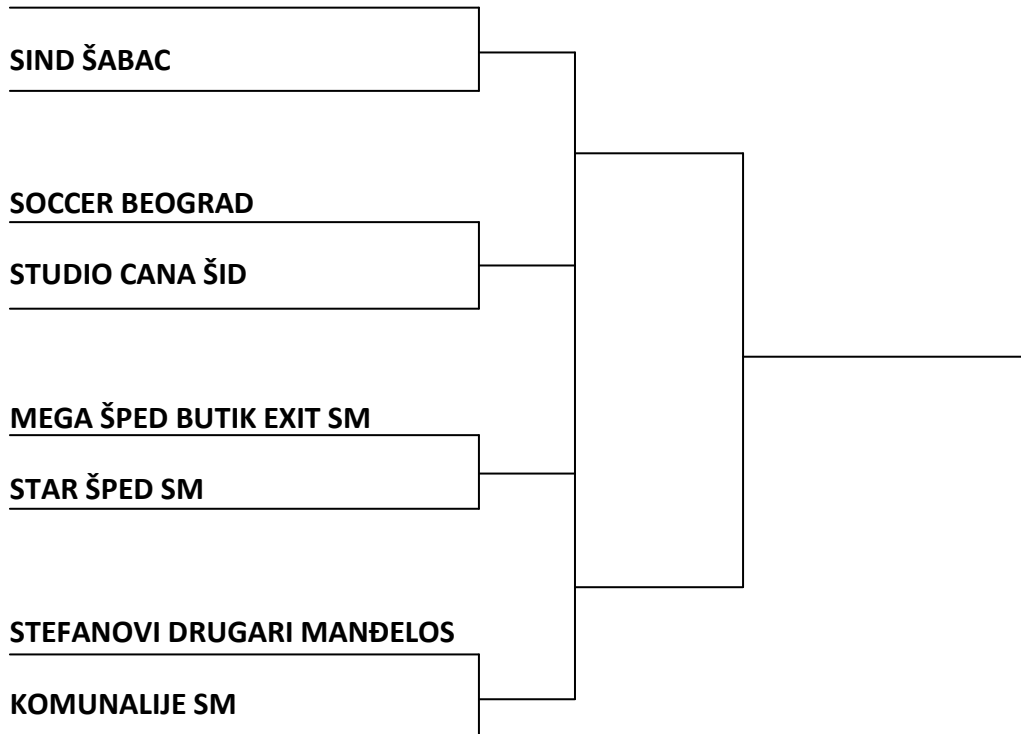 SIND ŠABAC
SOCCER BEOGRAD
STUDIO CANA ŠID
MEGA ŠPED BUTIK EXIT SM
STAR ŠPED SM
STEFANOVI DRUGARI MANĐELOS
KOMUNALIJE SM